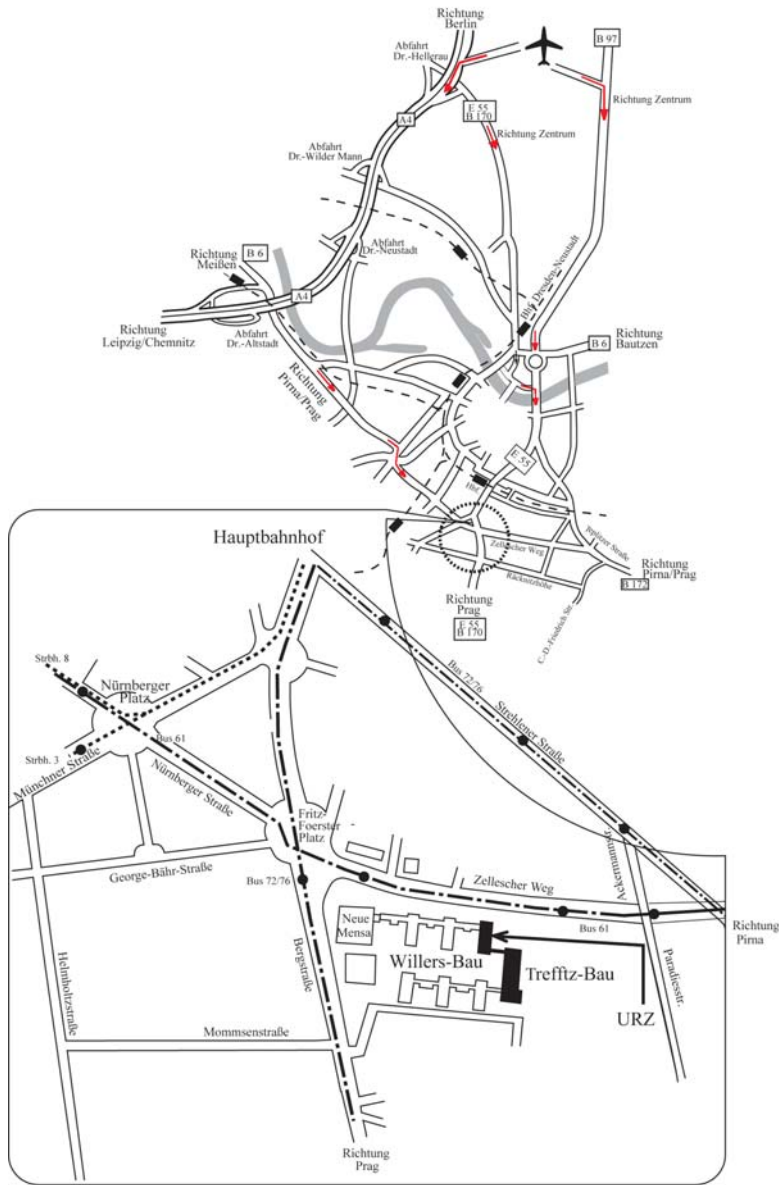 Richtung
Berlin
Abfahrt
Dr.-Hellerau
B 97
Richtung Zentrum
E 55
B 170
A4
Richtung Zentrum
Abfahrt
Dr.-Wilder Mann
Abfahrt
Dr.-Neustadt
B 6
Richtung
Meißen
A4
Bhf. Dresden-Neustadt
Richtung
Leipzig/Chemnitz
Abfahrt
Dr.-Altstadt
B 6
Richtung
Bautzen
Richtung
Pirna/Prag
E 55
Hbf.
Zellescher Weg
Teplitzer Straße
Räcknitzhöhe
Richtung
Pirna/Prag
B 172
Richtung
Prag
E 55
B 170
C.-D.-Friedrich Str.
Hauptbahnhof
Strbh. 8
Nürnberger
Platz
Bus 61
Bus 72/76
Strehlener Straße
Strbh. 3
Münchner Straße
Nürnberger Straße
Fritz-
Foerster
Platz
George-Bähr-Straße
Bus 72/76
Zellescher Weg
Ackermannstr.
Bus 61
Richtung
Pirna
Neue
Mensa
Willers-Bau
Trefftz-Bau
URZ
Paradiesstr.
Helmholtzstraße
Bergstraße
Mommsenstraße
Richtung
Prag